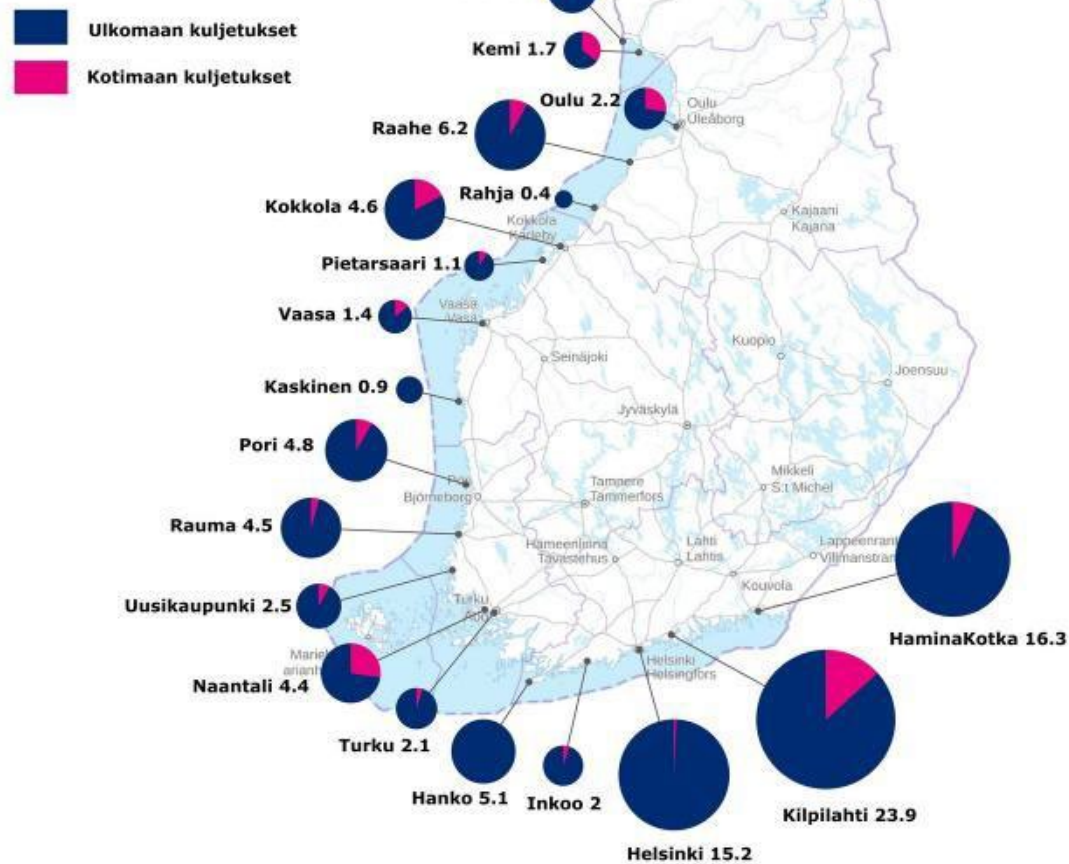 Ulkomaan kuljetukset
Kotimaan kuljetukset
Kemi 1.7
Oulu 2.2
Oulu
Uleåborg
Raahe 6.2
Rahja 0.4
Kokkola 4.6
Kokkola
Karleby
Kajaani
Kajana
Pietarsaari 1.1
Vaasa 1.4
Vaasa
Vasa
Kuopio
Seinäjoki
Joensuu
Kaskinen 0.9
Jyväskylä
Pori 4.8
Björneborg
Tampere
Tammerfors
Mikkeli
S:t Michel
Rauma 4.5
Hämeenlinna
Tavastehus
Lahti
Lahtis
Lappeenrant
Villmanstran
Kouvola
Uusikaupunki 2.5
Turku
Åbo
HaminaKotka 16.3
Helsinki
Helsingfors
Marieh
arianh
Naantali 4.4
Turku 2.1
Hanko 5.1
Inkoo 2
Kilpilahti 23.9
Helsinki 15.2